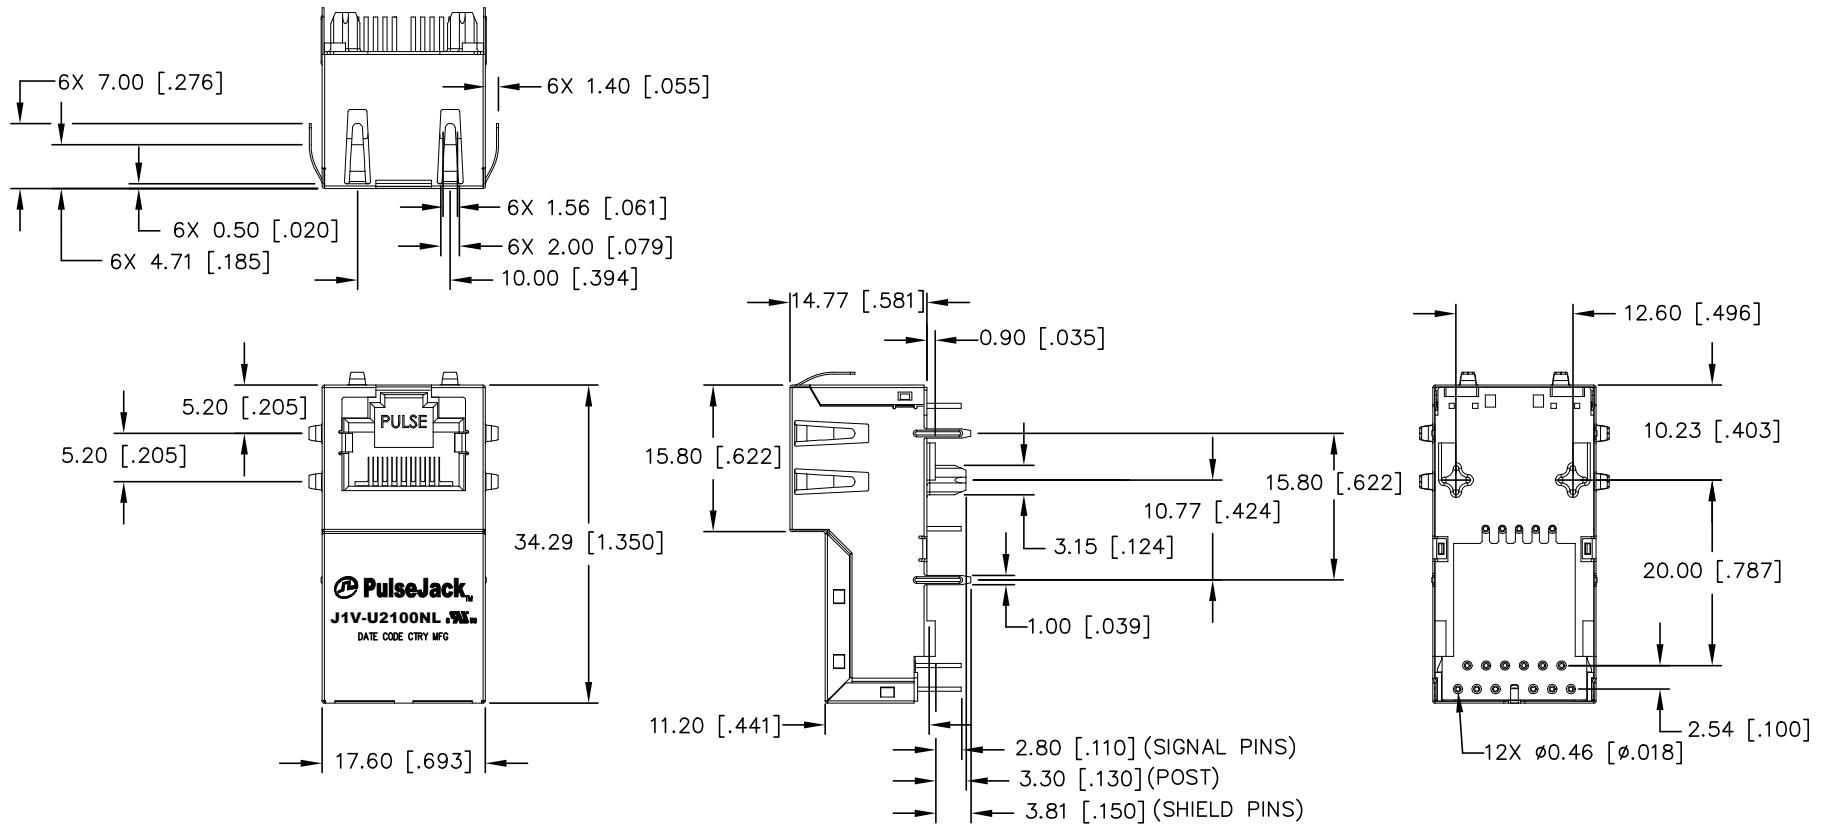 6X 7.00 [.276]
6X 1.40 [.055]
6X 1.56 [.061]
6X 0.50 [.020]
6X 2.00 [.079]
6X 4.71 [.185]
10.00 [.394]
5.20 [.205]
5.20 [.205]
PULSE
34.29 [1.350]
PulseJack™
J1V-U2100NL
DATE CODE CTRY MFG
17.60 [.693]
14.77 [.581]
0.90 [.035]
15.80 [.622]
15.80 [.622]
10.77 [.424]
3.15 [.124]
1.00 [.039]
11.20 [.441]
2.80 [.110] (SIGNAL PINS)
3.30 [.130] (POST)
3.81 [.150] (SHIELD PINS)
12.60 [.496]
10.23 [.403]
20.00 [.787]
2.54 [.100]
12X ø0.46 [ø.018]